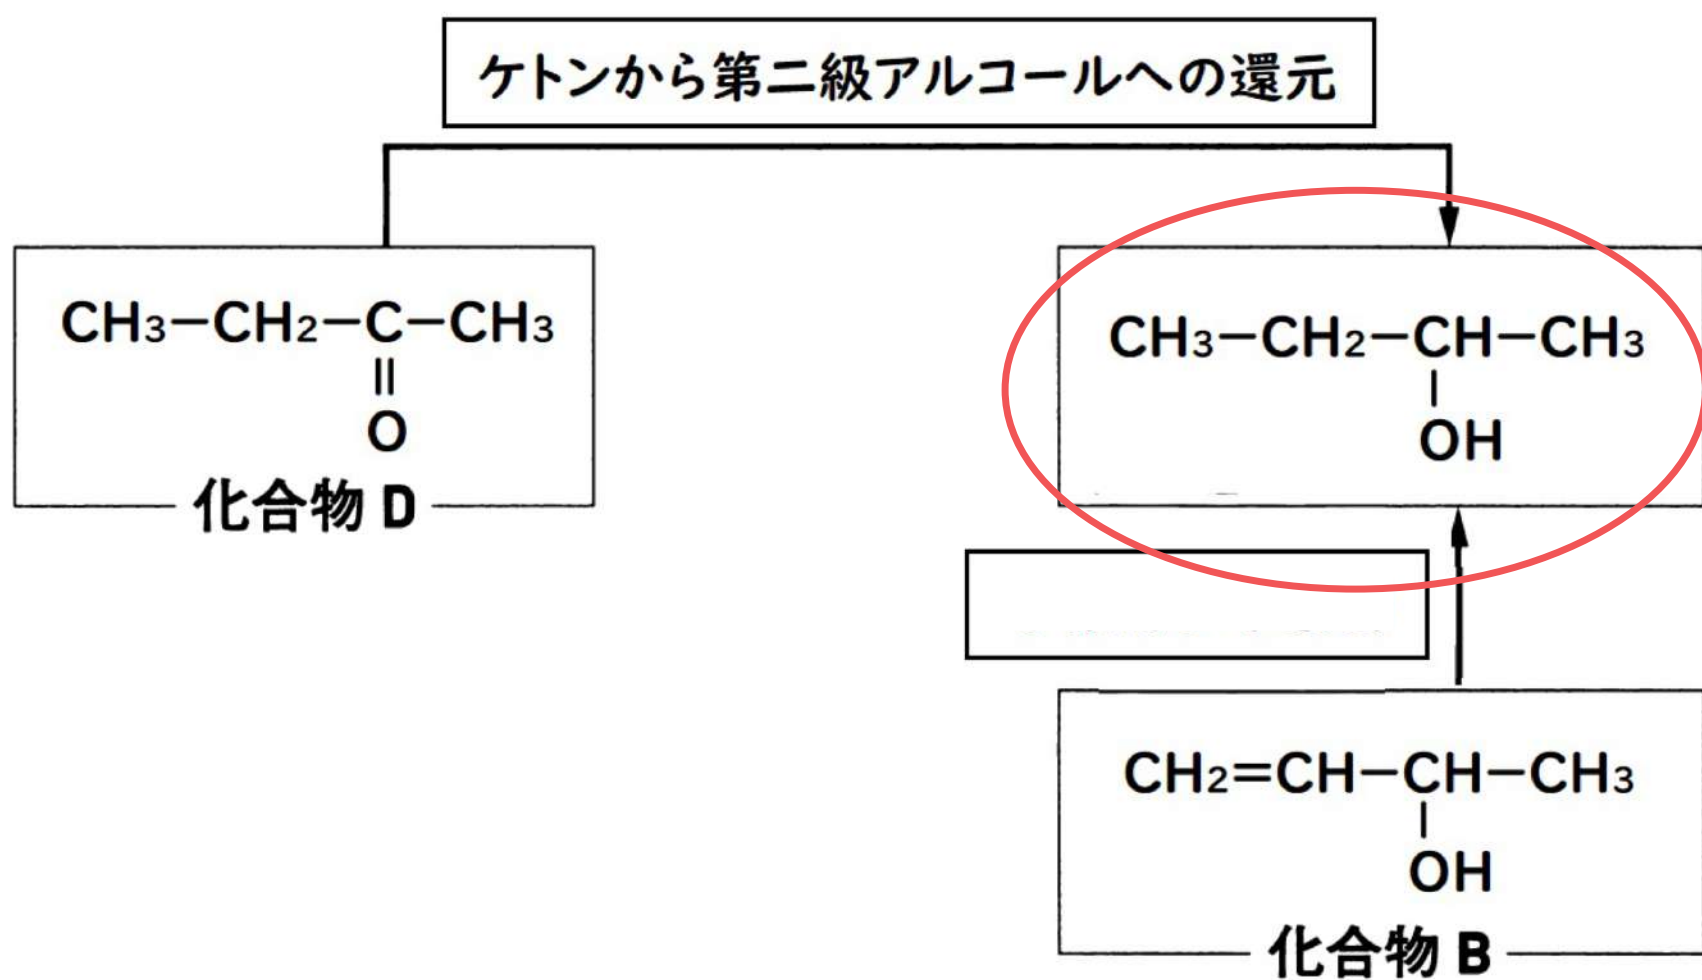 ケトンから第二級アルコールへの還元
CH3-CH2-C-CH3
||
O
化合物 D
CH3-CH2-CH-CH3
|
OH
CH2=CH-CH-CH3
|
OH
化合物 B